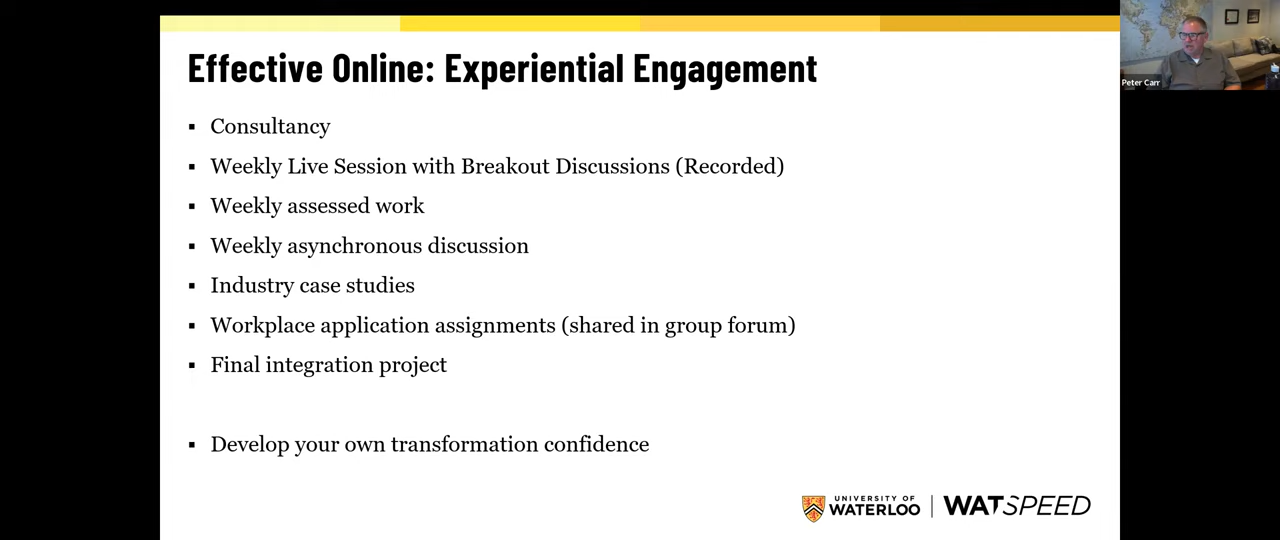 Effective Online: Experiential Engagement
Peter Carr
▪ Consultancy
▪ Weekly Live Session with Breakout Discussions (Recorded)
▪ Weekly assessed work
▪ Weekly asynchronous discussion
▪ Industry case studies
▪ Workplace application assignments (shared in group forum)
▪ Final integration project
▪ Develop your own transformation confidence
UNIVERSITY OF
WATERLOO
WATSPEED